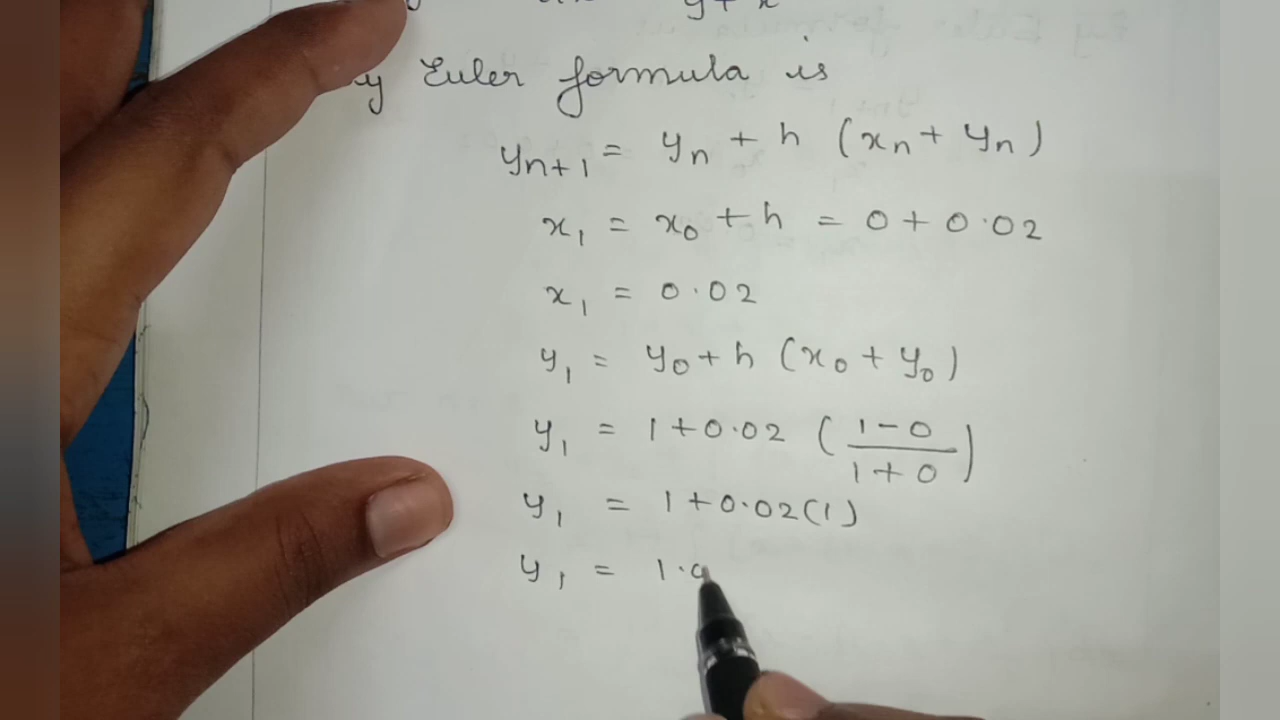 y+x
Euler formula is
yn+1 = yn + h (xn + yn)
x1 = x0 + h = 0 + 0.02
x1 = 0.02
y1 = y0 + h (x0 + y0)
y1 = 1 + 0.02 ((1-0)/(1+0))
y1 = 1 + 0.02(1)
y1 = 1.